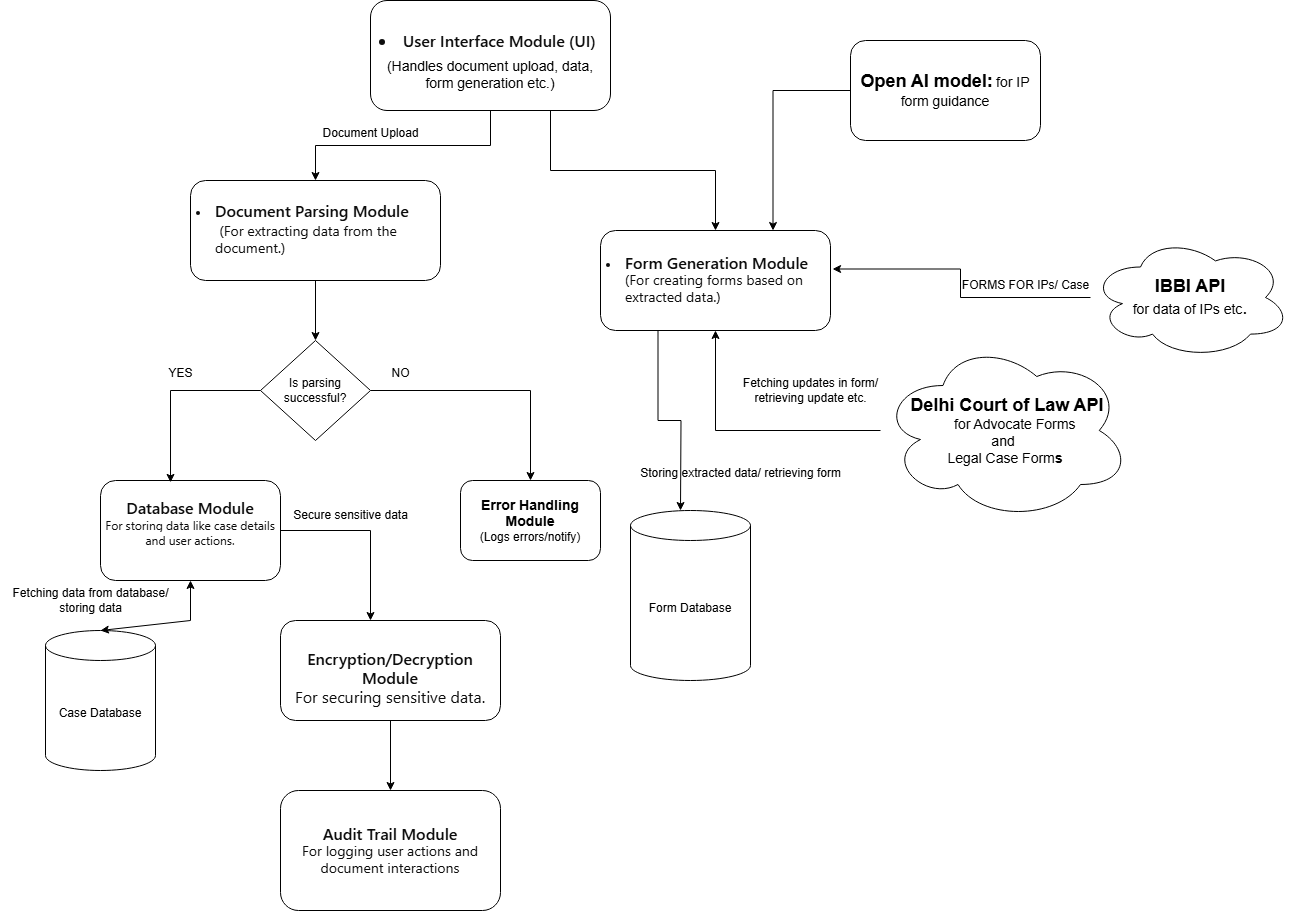 • User Interface Module (UI)
(Handles document upload, data,
form generation etc.)
Open AI model: for IP
form guidance
Document Upload
• Document Parsing Module
(For extracting data from the
document.)
• Form Generation Module
(For creating forms based on
extracted data.)
FORMS FOR IPs/ Case
IBBI API
for data of IPs etc.
YES
Is parsing
successful?
NO
Fetching updates in form/
retrieving update etc.
Delhi Court of Law API
for Advocate Forms
and
Legal Case Forms
Storing extracted data/ retrieving form
Database Module
For storing data like case details
and user actions.
Secure sensitive data
Error Handling
Module
(Logs errors/notify)
Fetching data from database/
storing data
Form Database
Encryption/Decryption
Module
For securing sensitive data.
Case Database
Audit Trail Module
For logging user actions and
document interactions